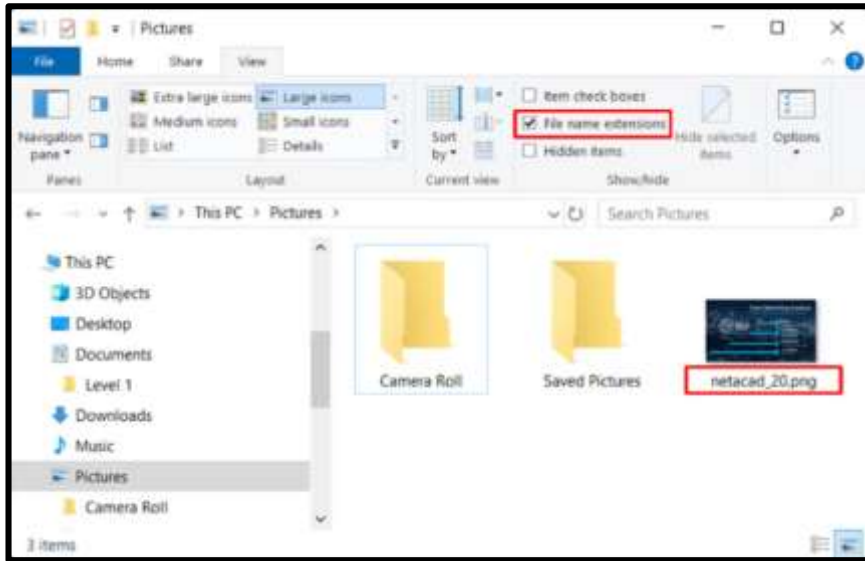 Pictures
File Home Share View
Extra large icons Large icons
Medium icons Small icons
List Details
Navigation pane
Sort by
Item check boxes
File name extensions
Hidden items
Hide selected items
Options
Panes Layout Current view Show/hide
This PC > Pictures >
Search Pictures
This PC
3D Objects
Desktop
Documents
Level 1
Downloads
Music
Pictures
Camera Roll
Camera Roll
Saved Pictures
netacad_20.png
3 items